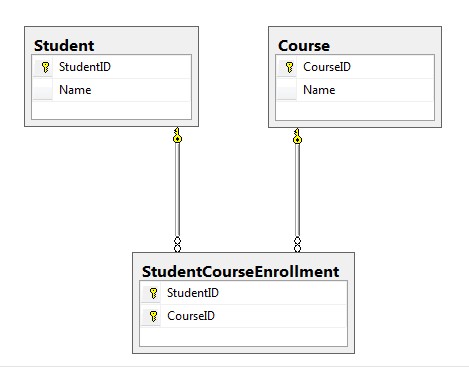 Student
StudentID
Name
Course
CourseID
Name
StudentCourseEnrollment
StudentID
CourseID